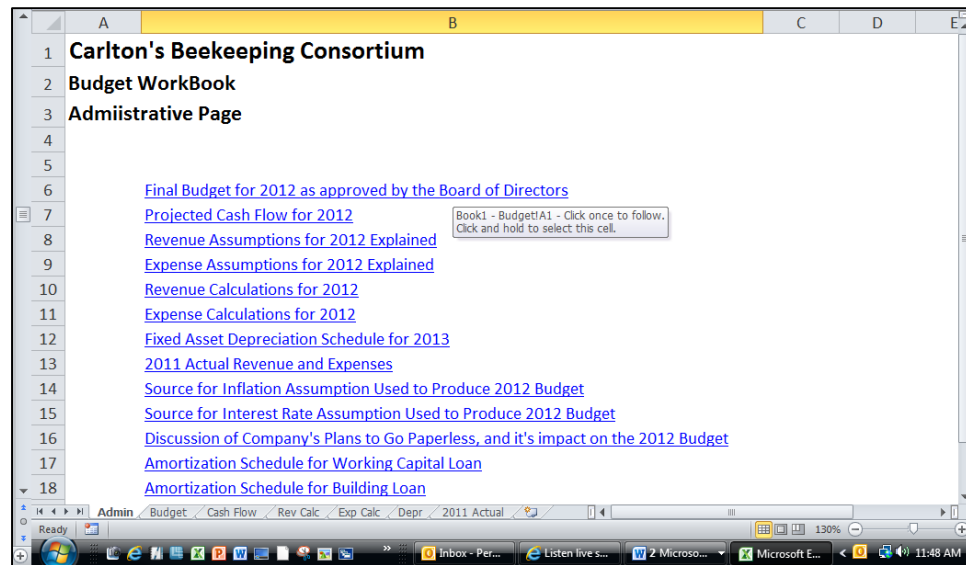 A B C D E
1 Carlton's Beekeeping Consortium
2 Budget WorkBook
3 Admiistrative Page
4
5
6 Final Budget for 2012 as approved by the Board of Directors
7 Projected Cash Flow for 2012
Book1 - Budget!A1 - Click once to follow.
Click and hold to select this cell.
8 Revenue Assumptions for 2012 Explained
9 Expense Assumptions for 2012 Explained
10 Revenue Calculations for 2012
11 Expense Calculations for 2012
12 Fixed Asset Depreciation Schedule for 2013
13 2011 Actual Revenue and Expenses
14 Source for Inflation Assumption Used to Produce 2012 Budget
15 Source for Interest Rate Assumption Used to Produce 2012 Budget
16 Discussion of Company's Plans to Go Paperless, and it's impact on the 2012 Budget
17 Amortization Schedule for Working Capital Loan
18 Amortization Schedule for Building Loan
Admin Budget Cash Flow Rev Calc Exp Calc Depr 2011 Actual
Ready 130%
Inbox - Per... Listen live s... 2 Microso... Microsoft E... 11:48 AM